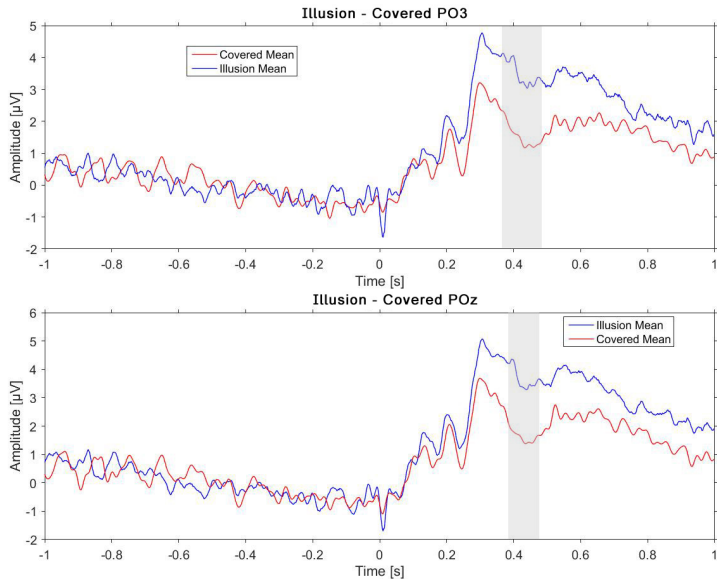 Illusion - Covered PO3
Amplitude [µV]
5
4
3
2
1
0
-1
-2
Covered Mean
Illusion Mean
-1 -0.8 -0.6 -0.4 -0.2 0 0.2 0.4 0.6 0.8 1
Time [s]
Illusion - Covered POz
Amplitude [µV]
6
5
4
3
2
1
0
-1
-2
Illusion Mean
Covered Mean
-1 -0.8 -0.6 -0.4 -0.2 0 0.2 0.4 0.6 0.8 1
Time [s]